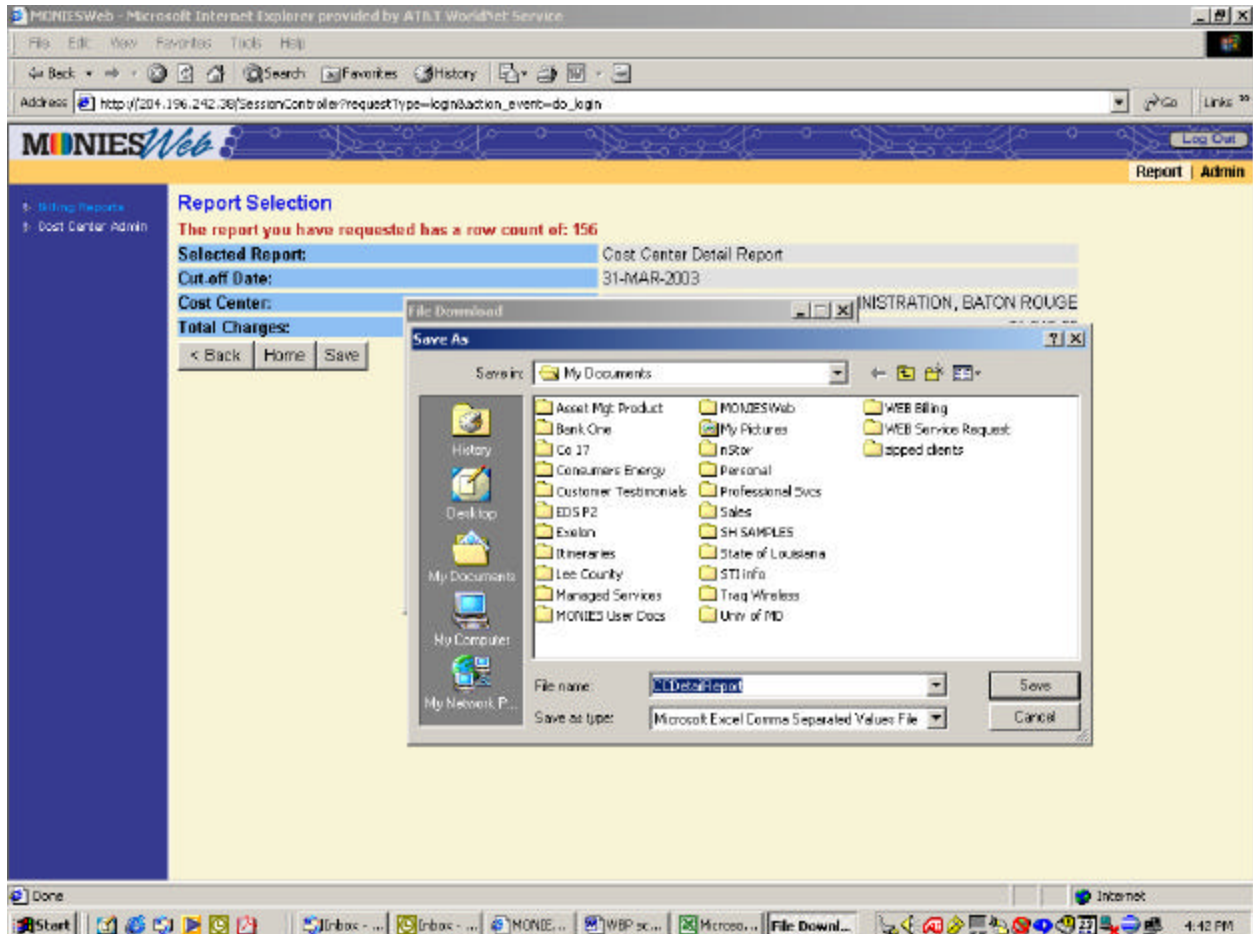 MONIESWeb - Microsoft Internet Explorer provided by AT&T WorldNet Service
File Edit View Favorites Tools Help
Back Search Favorites History
Address http://204.196.242.38/SessionController?requestType=login&action_event=do_login Go Links »
MONIESWeb Log Out
Report | Admin
Billing Reports
Cost Center Admin
Report Selection
The report you have requested has a row count of: 156
Selected Report: Cost Center Detail Report
Cut-off Date: 31-MAR-2003
Cost Center: NISTRATION, BATON ROUGE
Total Charges:
< Back Home Save
File Download
Save As
Save in: My Documents
History
Desktop
My Documents
My Computer
My Network P...
Asset Mgt Product
Bank One
Co 17
Consumers Energy
Customer Testimonials
EDS P2
Exelon
Itineraries
Lee County
Managed Services
MONIES User Docs
MONIESWeb
My Pictures
nStor
Personal
Professional Svcs
Sales
SH SAMPLES
State of Louisiana
STI info
Traq Wireless
Univ of MD
WEB Billing
WEB Service Request
zipped clients
File name: CCDetailReport Save
Save as type: Microsoft Excel Comma Separated Values File Cancel
Done Internet
Start Inbox - ... Inbox - ... MONIE... WBP sc... Microso... File Downl... 4:42 PM